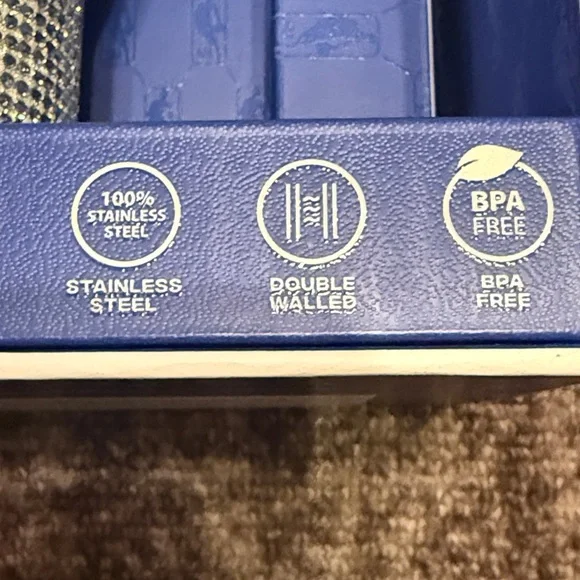 100%
STAINLESS
STEEL
STAINLESS
STEEL
DOUBLE
WALLED
BPA
FREE
BPA
FREE